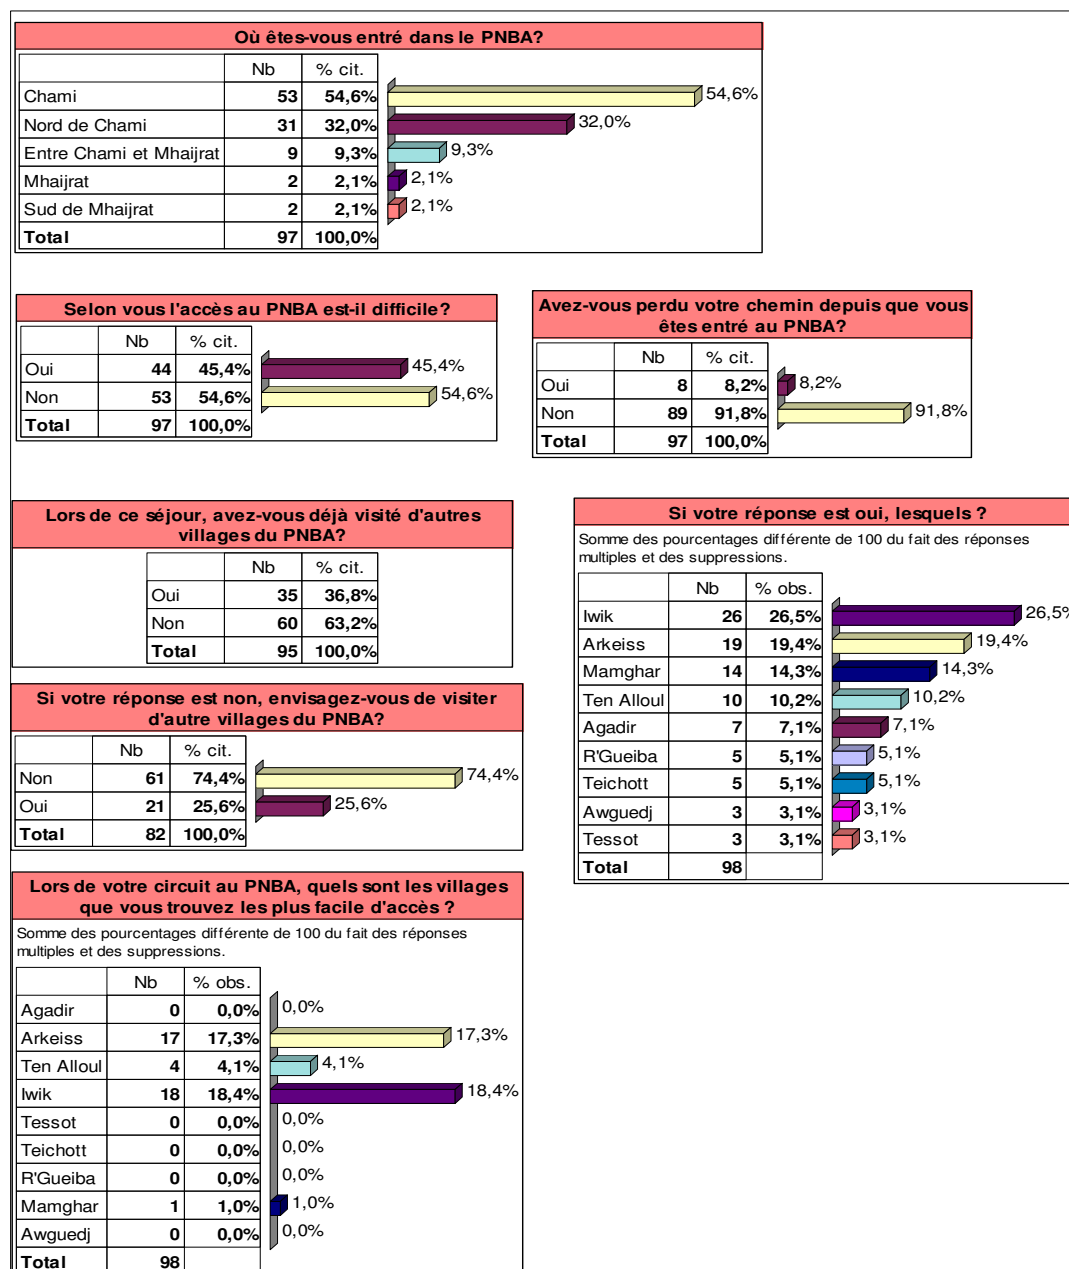 Où êtes-vous entré dans le PNBA?
Nb % cit.
Chami 53 54,6% 54,6%
Nord de Chami 31 32,0% 32,0%
Entre Chami et Mhaijrat 9 9,3% 9,3%
Mhaijrat 2 2,1% 2,1%
Sud de Mhaijrat 2 2,1% 2,1%
Total 97 100,0%
Selon vous l'accès au PNBA est-il difficile?
Nb % cit.
Oui 44 45,4% 45,4%
Non 53 54,6% 54,6%
Total 97 100,0%
Avez-vous perdu votre chemin depuis que vous
êtes entré au PNBA?
Nb % cit.
Oui 8 8,2% 8,2%
Non 89 91,8% 91,8%
Total 97 100,0%
Lors de ce séjour, avez-vous déjà visité d'autres
villages du PNBA?
Nb % cit.
Oui 35 36,8%
Non 60 63,2%
Total 95 100,0%
Si votre réponse est oui, lesquels ?
Somme des pourcentages différente de 100 du fait des réponses
multiples et des suppressions.
Nb % obs.
Iwik 26 26,5% 26,5%
Arkeiss 19 19,4% 19,4%
Mamghar 14 14,3% 14,3%
Ten Alloul 10 10,2% 10,2%
Agadir 7 7,1% 7,1%
R'Gueiba 5 5,1% 5,1%
Teichott 5 5,1% 5,1%
Awguedj 3 3,1% 3,1%
Tessot 3 3,1% 3,1%
Total 98
Si votre réponse est non, envisagez-vous de visiter
d'autre villages du PNBA?
Nb % cit.
Non 61 74,4% 74,4%
Oui 21 25,6% 25,6%
Total 82 100,0%
Lors de votre circuit au PNBA, quels sont les villages
que vous trouvez les plus facile d'accès ?
Somme des pourcentages différente de 100 du fait des réponses
multiples et des suppressions.
Nb % obs.
Agadir 0 0,0% 0,0%
Arkeiss 17 17,3% 17,3%
Ten Alloul 4 4,1% 4,1%
Iwik 18 18,4% 18,4%
Tessot 0 0,0% 0,0%
Teichott 0 0,0% 0,0%
R'Gueiba 0 0,0% 0,0%
Mamghar 1 1,0% 1,0%
Awguedj 0 0,0% 0,0%
Total 98